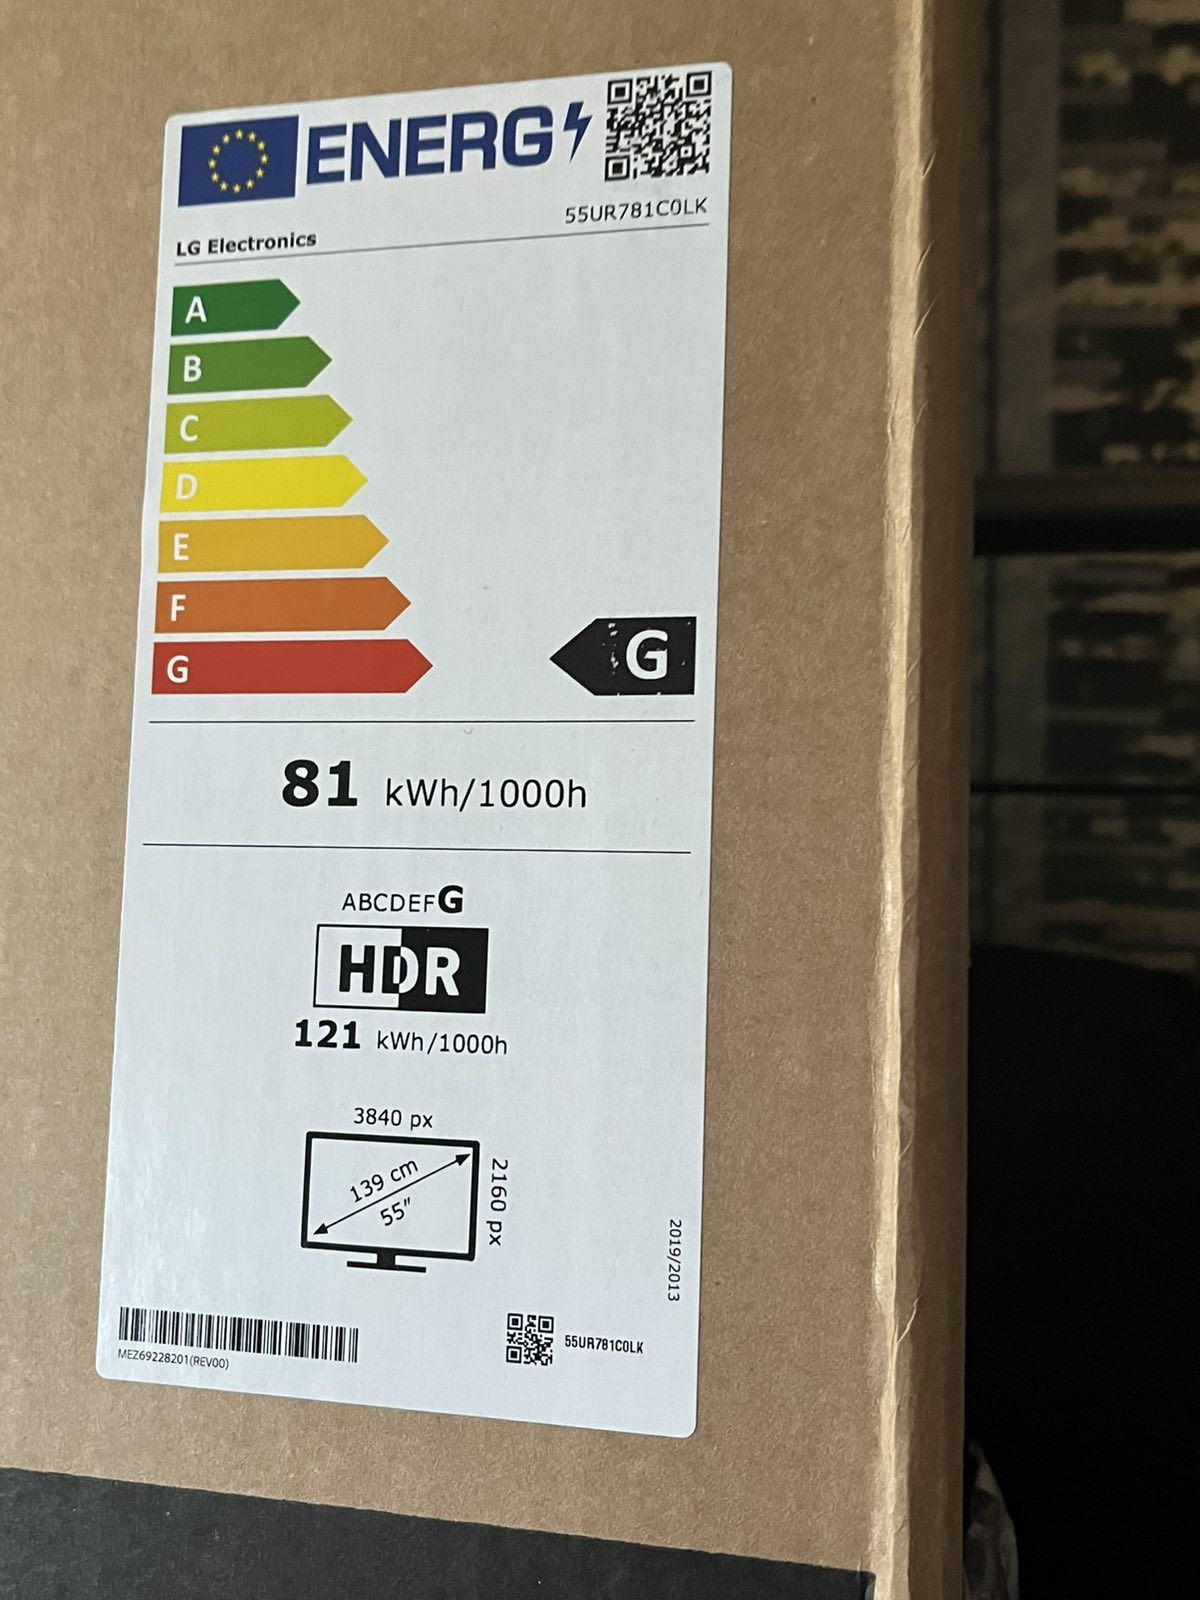 ENERG
55UR781C0LK
LG Electronics
A
B
C
D
E
F
G
G
81 kWh/1000h
ABCDEFG
HDR
121 kWh/1000h
3840 px
139 cm
55"
2160 px
2019/2013
MEZ69228201(REV00)
55UR781C0LK